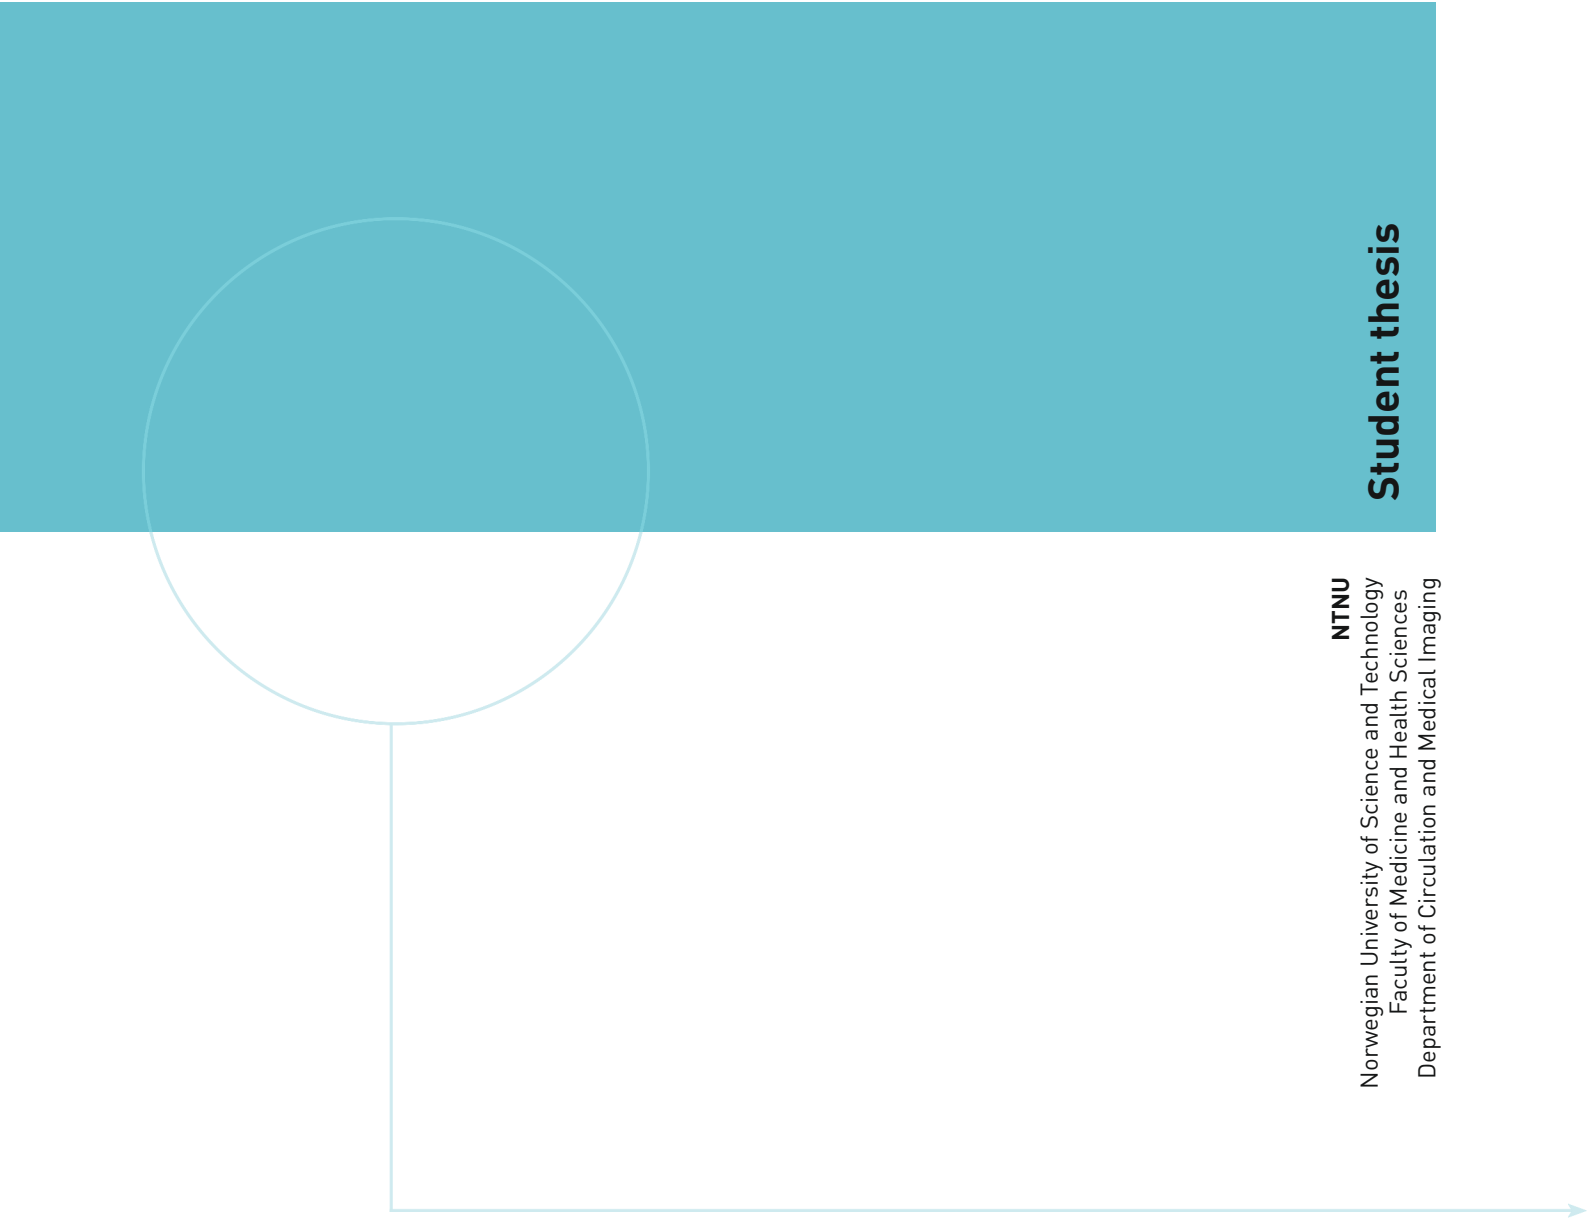 Student thesis
NTNU
Norwegian University of Science and Technology
Faculty of Medicine and Health Sciences
Department of Circulation and Medical Imaging